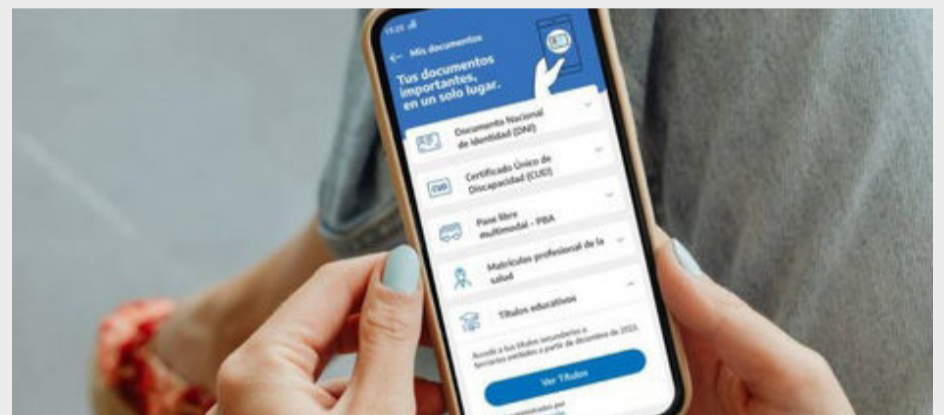 ← Mis documentos
Tus documentos
importantes,
en un solo lugar.
Documento Nacional
de identidad (DNI)
CUD
Certificado Único de
Discapacidad (CUD)
Pase libre
multimodal - PBA
Matrículas profesional de la
salud
Títulos educativos
Accedé a tus títulos secundarios o
terciarios emitidos a partir de diciembre de 2023.
Ver Títulos
por